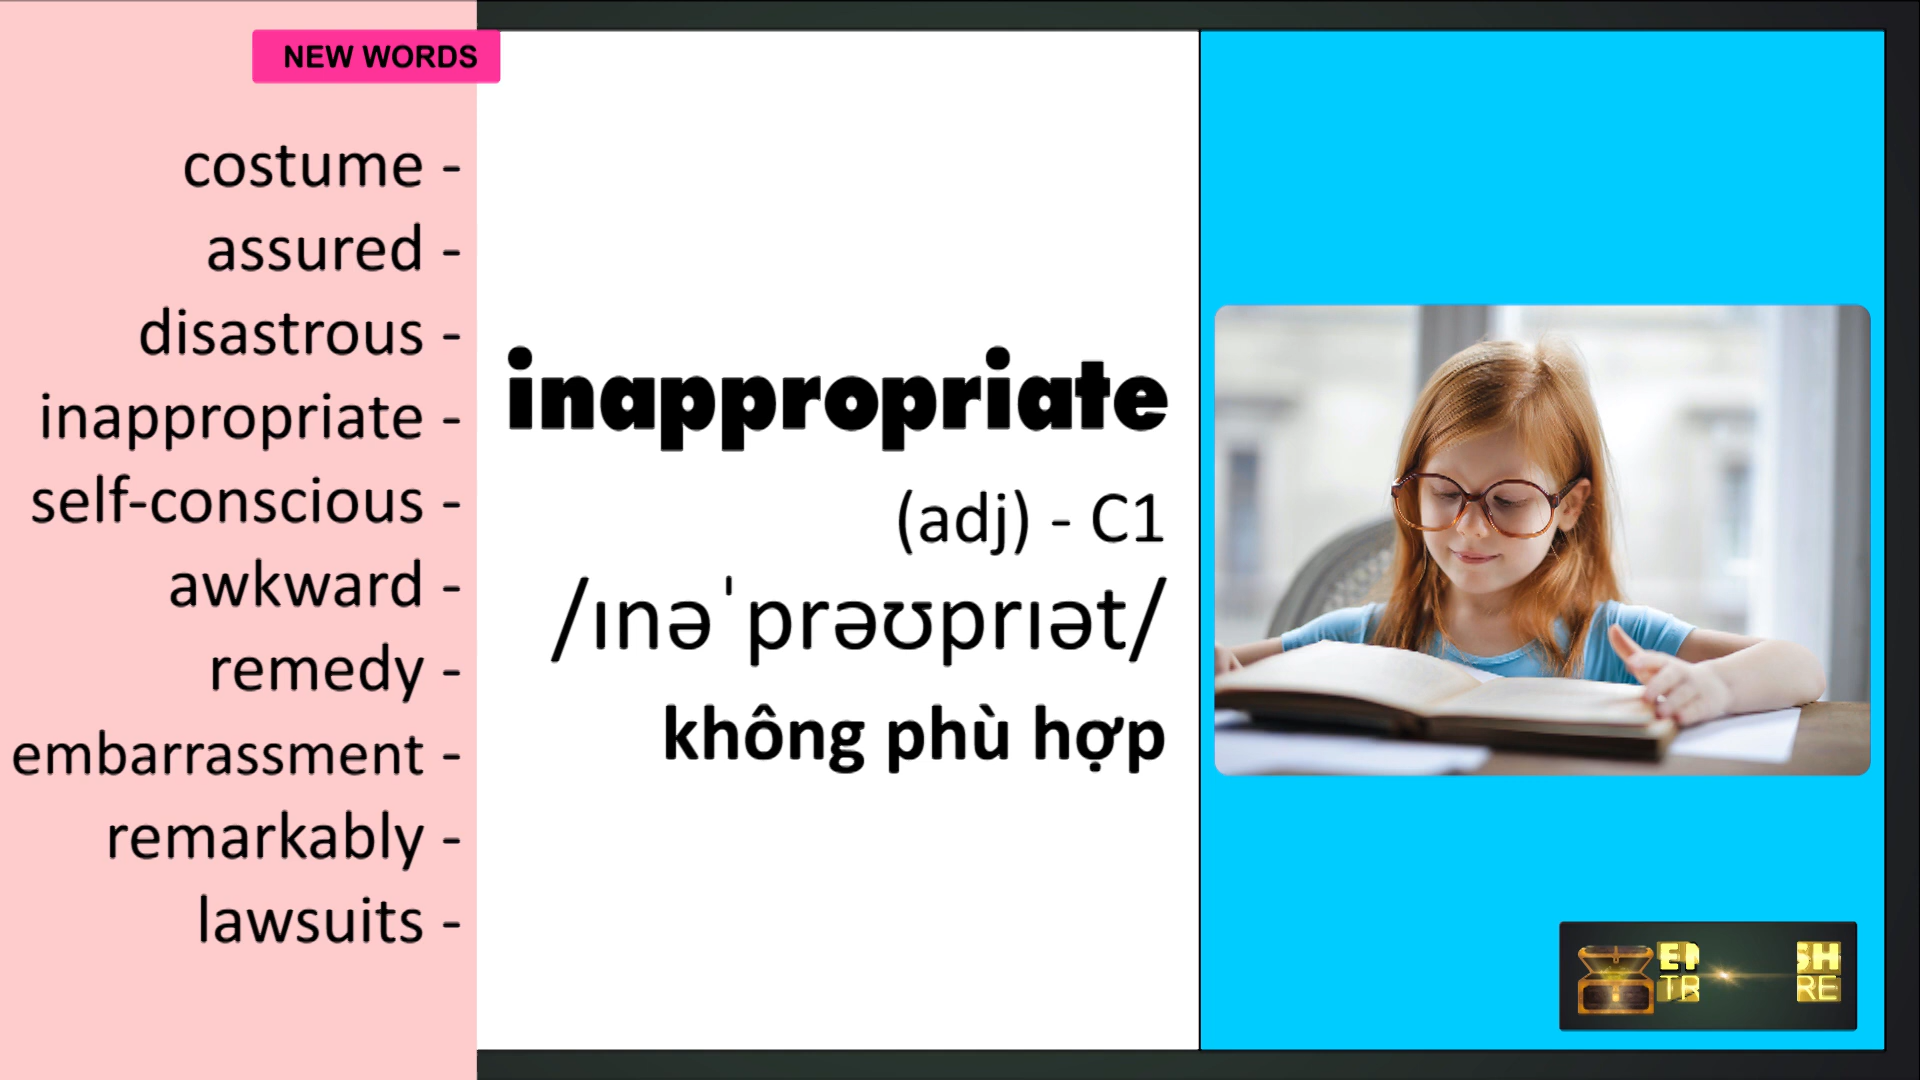 NEW WORDS
costume -
assured -
disastrous -
inappropriate -
self-conscious -
awkward -
remedy -
embarrassment -
remarkably -
lawsuits -
inappropriate
(adj) - C1
/ɪnəˈprəʊprɪət/
không phù hợp